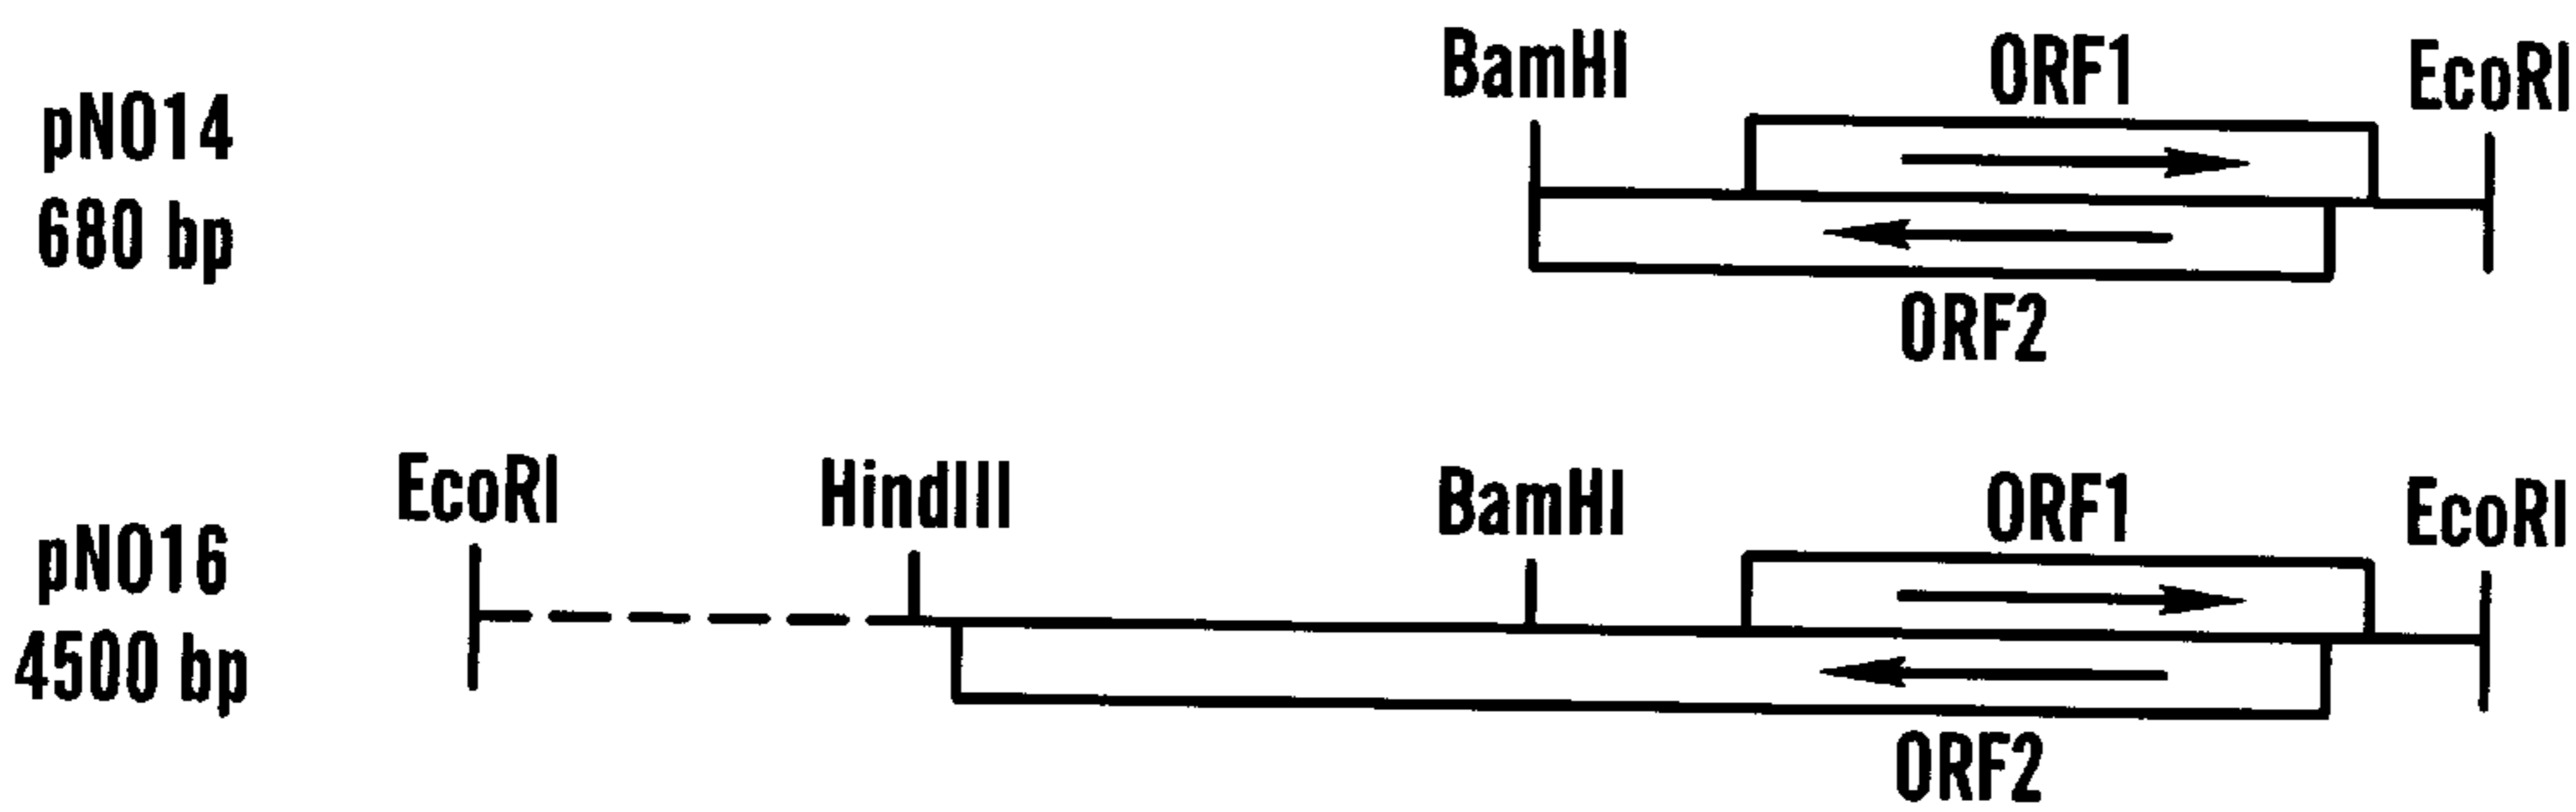 pNO14
680 bp
BamHI
ORF1
EcoRI
ORF2
pNO16
4500 bp
EcoRI
HindIII
BamHI
ORF1
EcoRI
ORF2